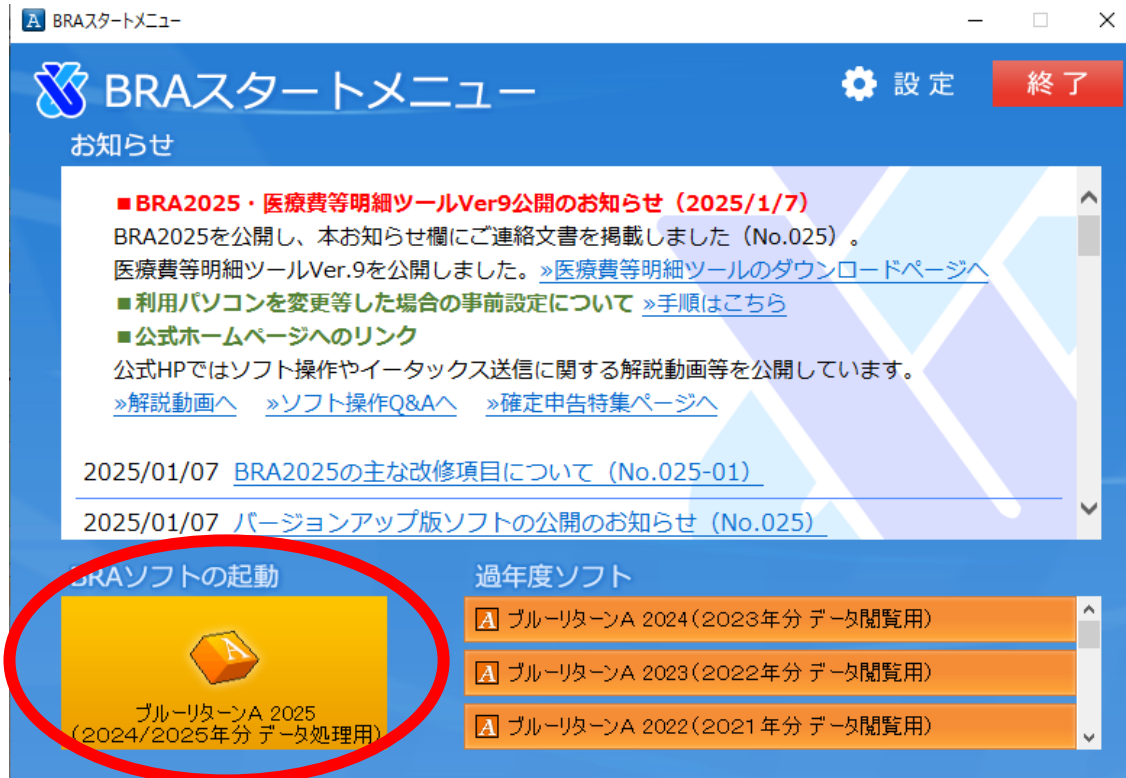 BRAスタートメニュー
BRAスタートメニュー
設定
終了
お知らせ
■BRA2025・医療費等明細ツールVer9公開のお知らせ（2025/1/7）
BRA2025を公開し、本お知らせ欄にご連絡文書を掲載しました（No.025）。
医療費等明細ツールVer.9を公開しました。»医療費等明細ツールのダウンロードページへ
■利用パソコンを変更等した場合の事前設定について »手順はこちら
■公式ホームページへのリンク
公式HPではソフト操作やイータックス送信に関する解説動画等を公開しています。
»解説動画へ »ソフト操作Q&Aへ »確定申告特集ページへ
2025/01/07 BRA2025の主な改修項目について（No.025-01）
2025/01/07 バージョンアップ版ソフトの公開のお知らせ（No.025）
BRAソフトの起動
ブルーリターンA 2025
(2024/2025年分 データ処理用)
過年度ソフト
ブルーリターンA 2024(2023年分 データ閲覧用)
ブルーリターンA 2023(2022年分 データ閲覧用)
ブルーリターンA 2022(2021年分 データ閲覧用)